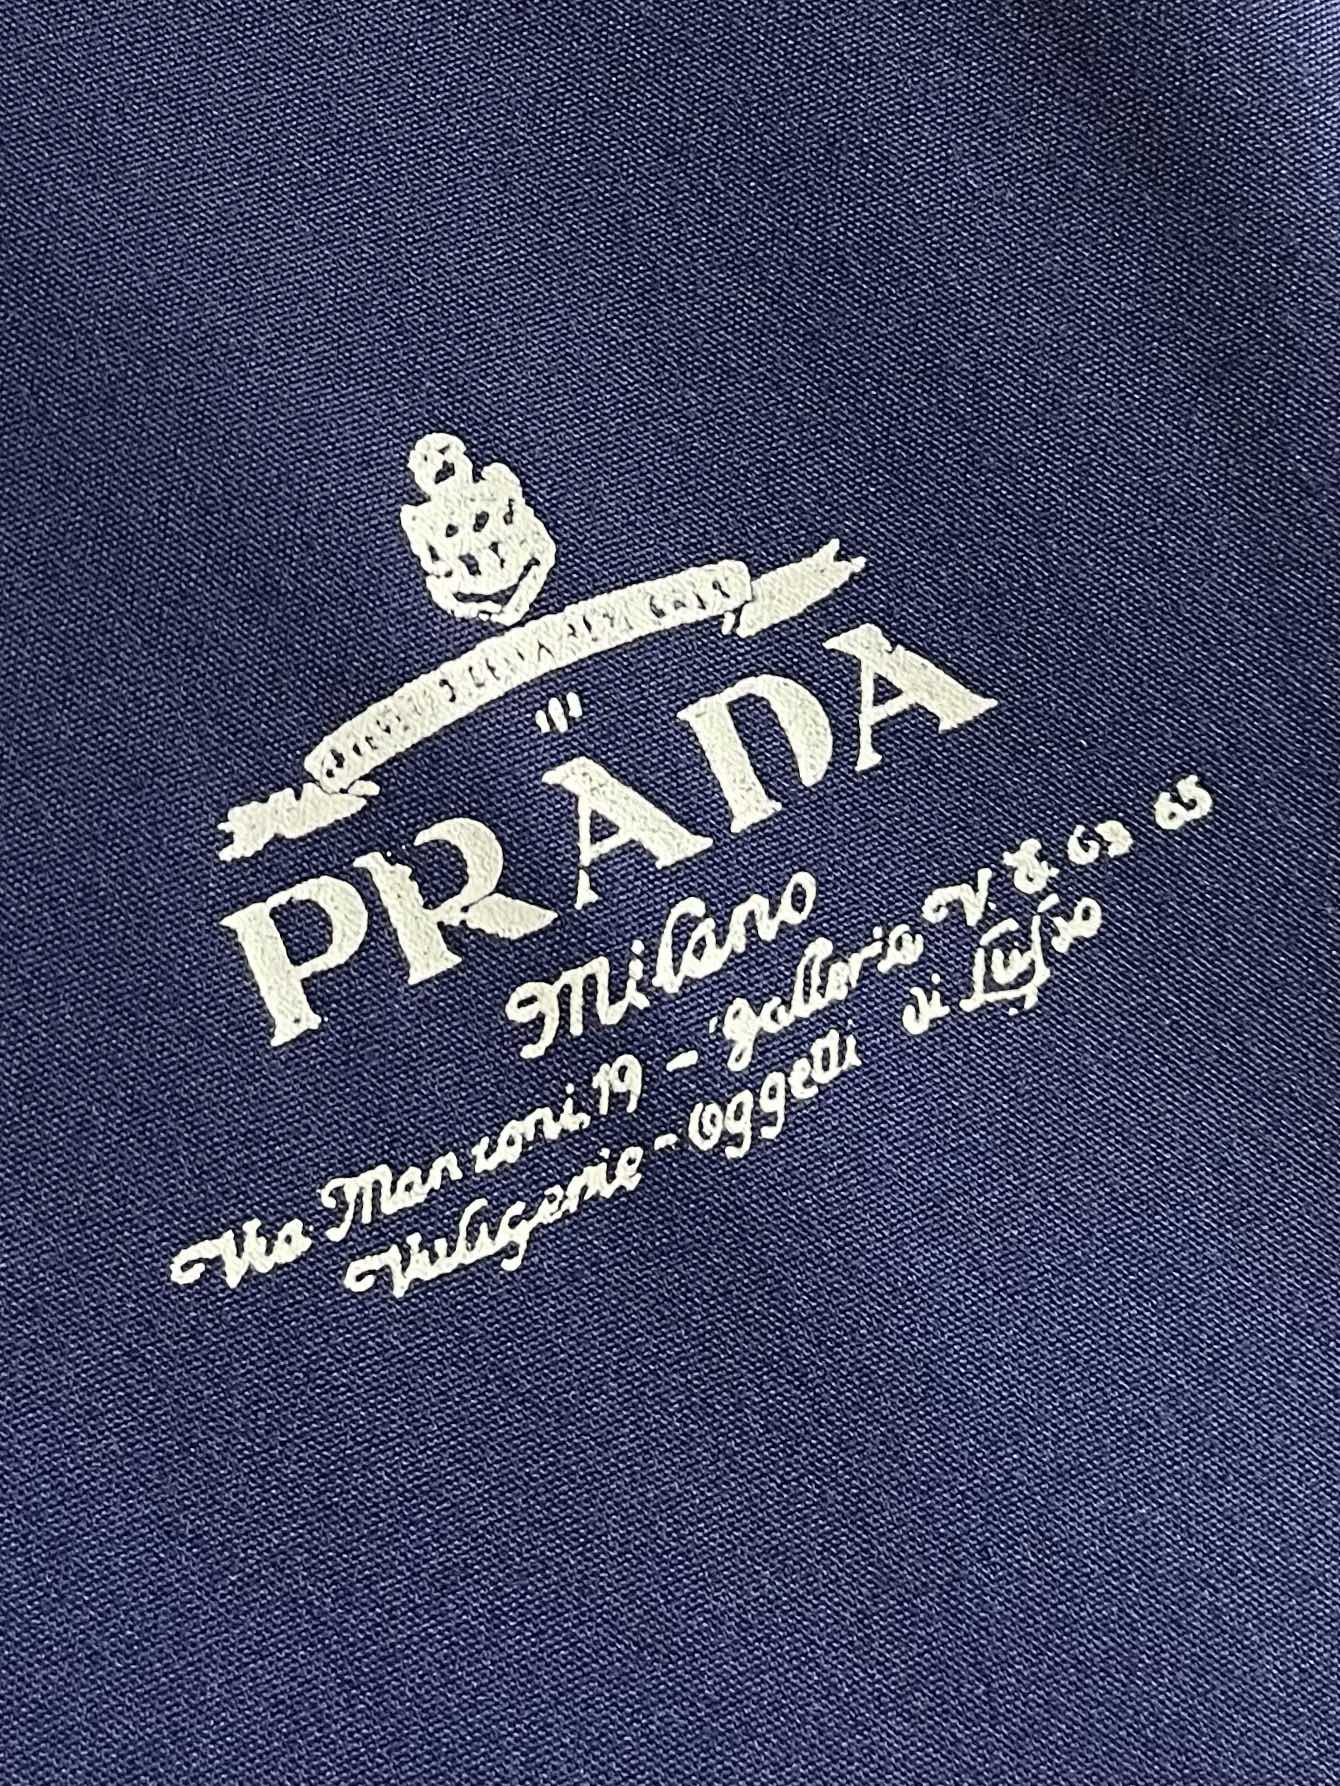 PRADA
Milano
Via Manzoni, 19 - Galleria V. E. 63 65
Valigerie - Oggetti di Lusso